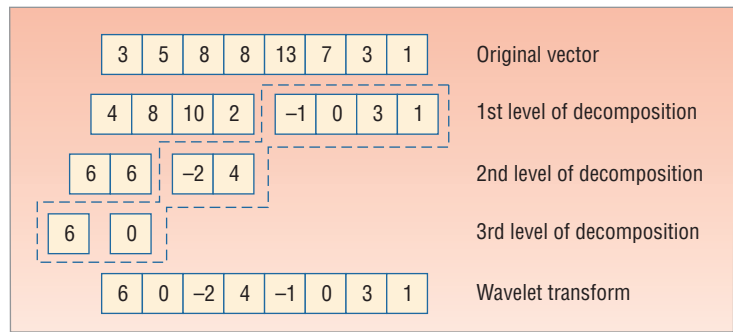 3 5 8 8 13 7 3 1 Original vector
4 8 10 2 –1 0 3 1 1st level of decomposition
6 6 –2 4 2nd level of decomposition
6 0 3rd level of decomposition
6 0 –2 4 –1 0 3 1 Wavelet transform